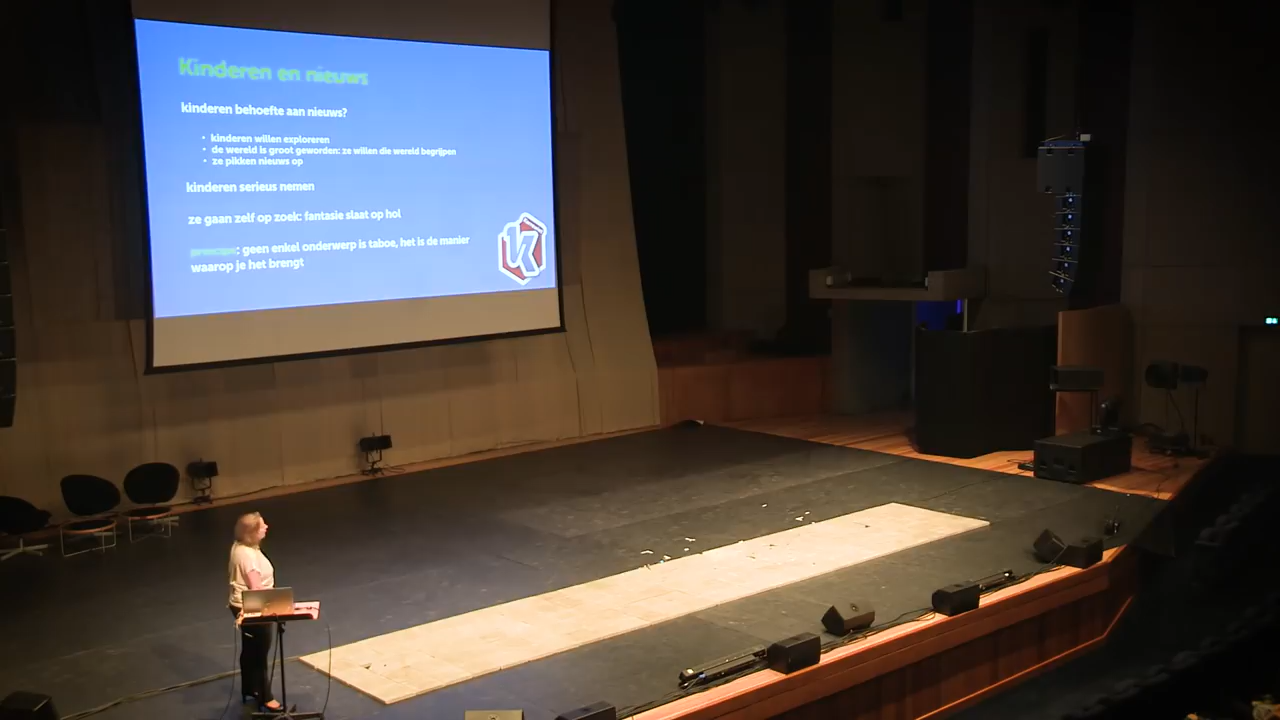 Kinderen en nieuws
kinderen behoefte aan nieuws?
• kinderen willen exploreren
• de wereld is groot geworden: ze willen die wereld begrijpen
• ze pikken nieuws op
kinderen serieus nemen
ze gaan zelf op zoek: fantasie slaat op hol
principe: geen enkel onderwerp is taboe, het is de manier
waarop je het brengt
K